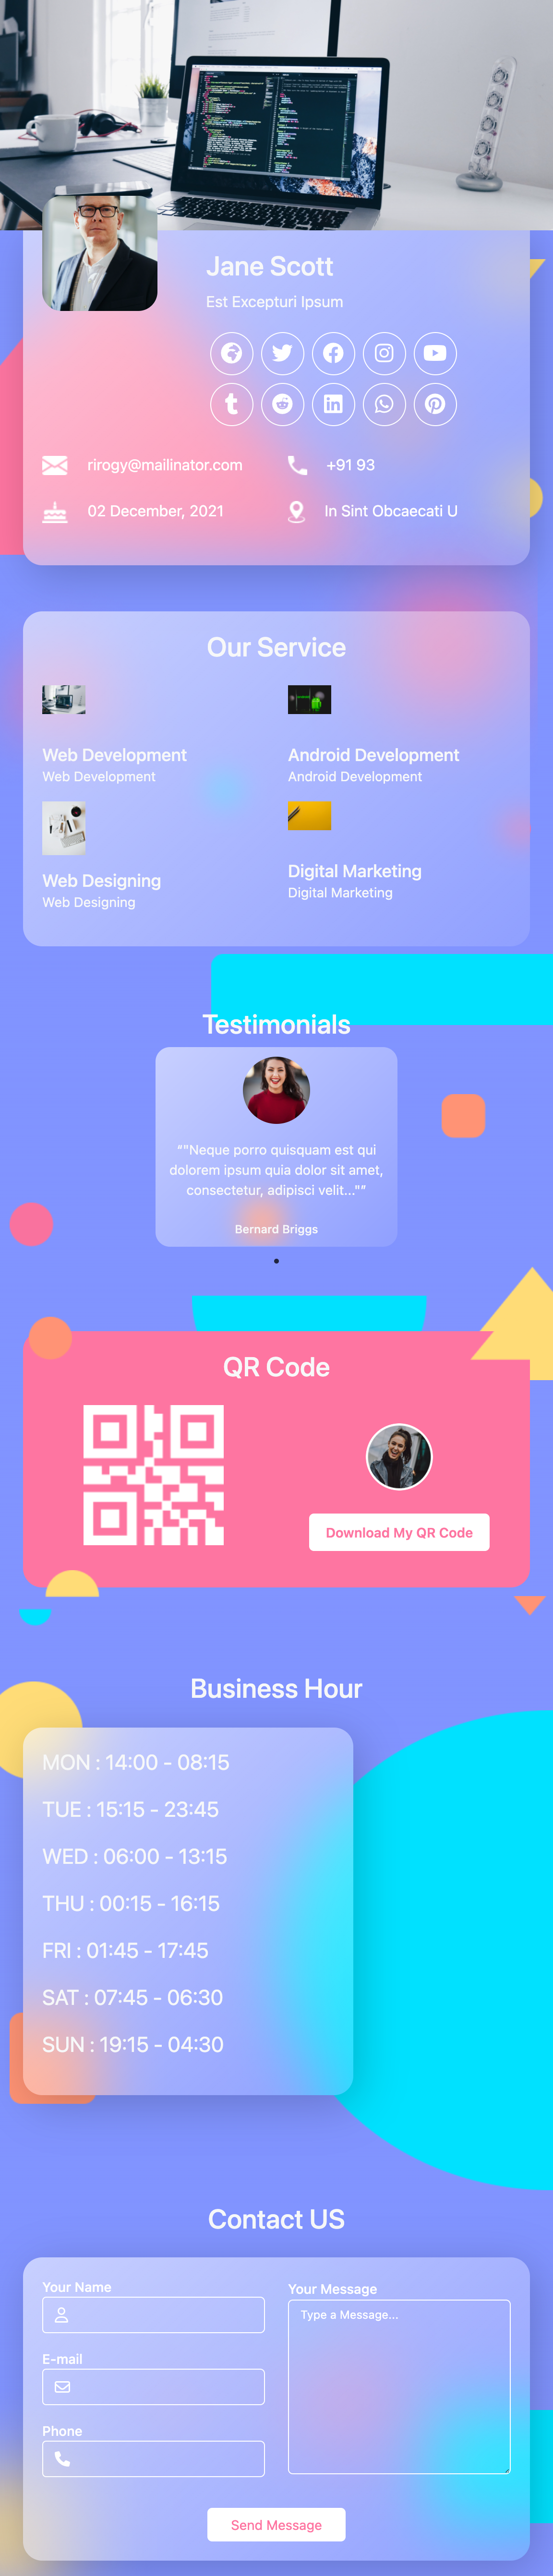 Jane Scott
Est Excepturi Ipsum
rirogy@mailinator.com
+91 93
02 December, 2021
In Sint Obcaecati U
Our Service
Web Development
Web Development
Android Development
Android Development
Web Designing
Web Designing
Digital Marketing
Digital Marketing
Testimonials
“"Neque porro quisquam est qui
dolorem ipsum quia dolor sit amet,
consectetur, adipisci velit..."”
Bernard Briggs
QR Code
Download My QR Code
Business Hour
MON : 14:00 - 08:15
TUE : 15:15 - 23:45
WED : 06:00 - 13:15
THU : 00:15 - 16:15
FRI : 01:45 - 17:45
SAT : 07:45 - 06:30
SUN : 19:15 - 04:30
Contact US
Your Name
E-mail
Phone
Your Message
Type a Message...
Send Message